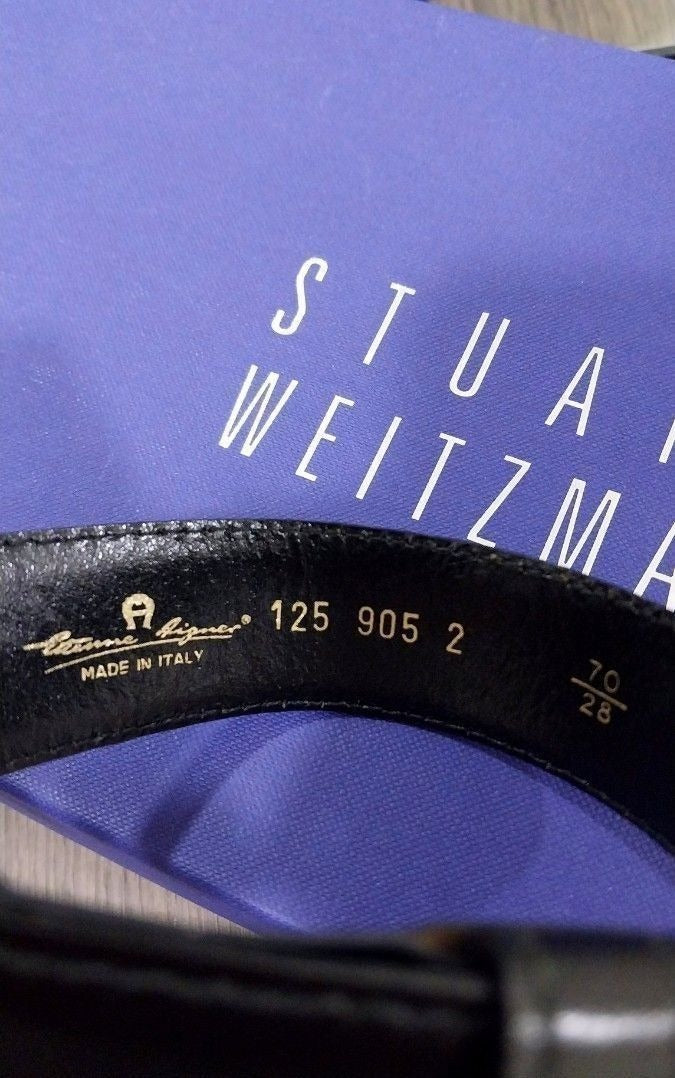 STUA
WEITZMA
Etienne Aigner® 125 905 2
MADE IN ITALY
70
28